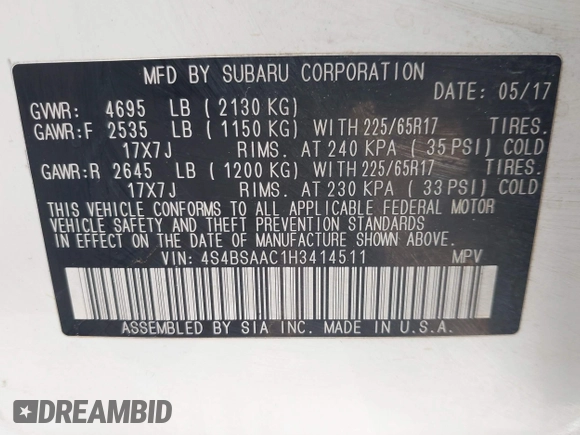 MFD BY SUBARU CORPORATION
DATE: 05/17
GVWR: 4695 LB (2130 KG)
GAWR:F 2535 LB (1150 KG) WITH 225/65R17 TIRES.
17X7J RIMS. AT 240 KPA (35 PSI) COLD
GAWR:R 2645 LB (1200 KG) WITH 225/65R17 TIRES.
17X7J RIMS. AT 230 KPA (33 PSI) COLD
THIS VEHICLE CONFORMS TO ALL APPLICABLE FEDERAL MOTOR
VEHICLE SAFETY AND THEFT PREVENTION STANDARDS
IN EFFECT ON THE DATE OF MANUFACTURE SHOWN ABOVE.
VIN: 4S4BSAAC1H3414511 MPV
ASSEMBLED BY SIA INC. MADE IN U.S.A.
DREAMBID